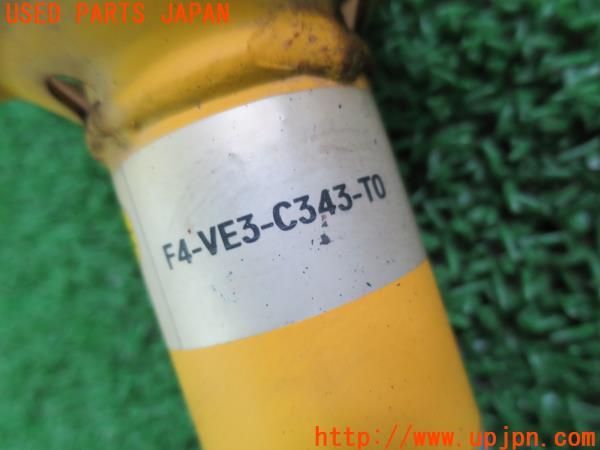 USED PARTS JAPAN
F4-VE3-C343-T0
http://www.upjpn.com